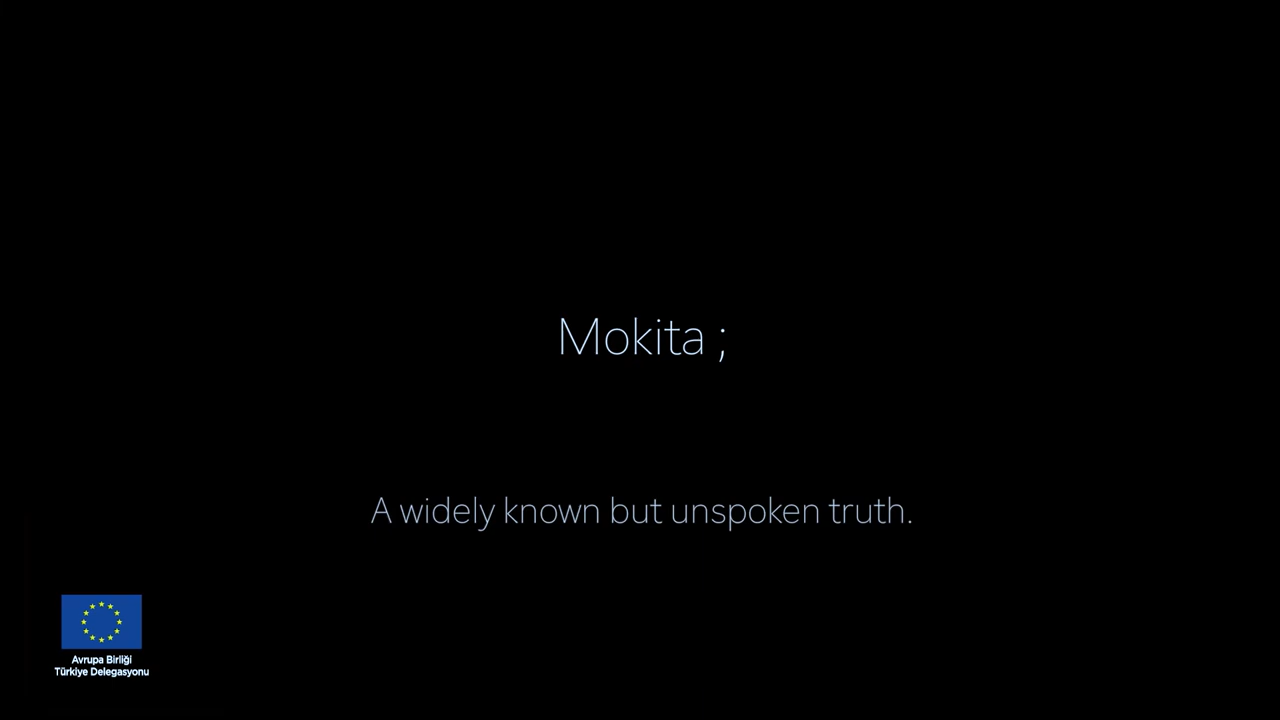 Mokita ;
A widely known but unspoken truth.
Avrupa Birliği
Türkiye Delegasyonu